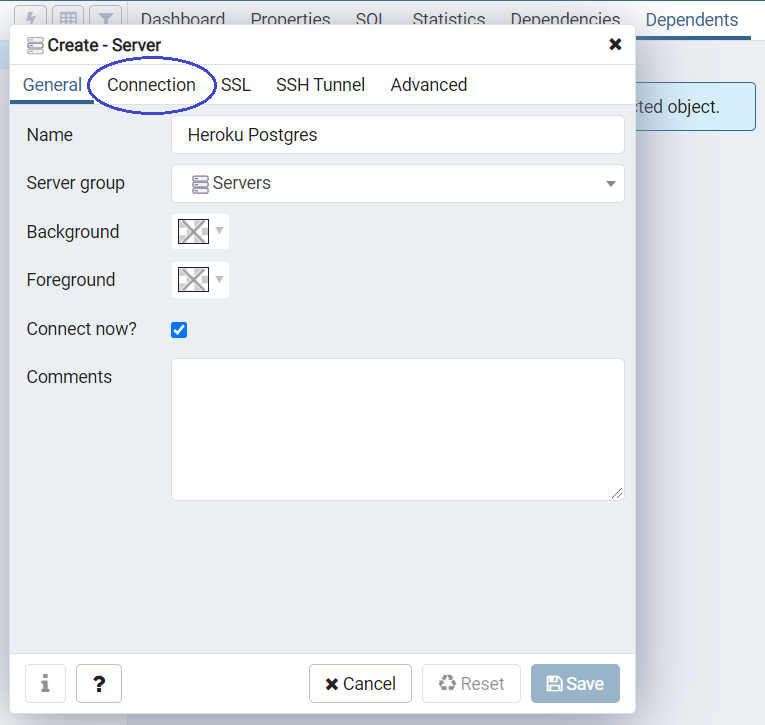 Dashboard Properties SQL Statistics Dependencies Dependents
Create - Server
General Connection SSL SSH Tunnel Advanced
cted object.
Name Heroku Postgres
Server group Servers
Background
Foreground
Connect now?
Comments
i ? Cancel Reset Save